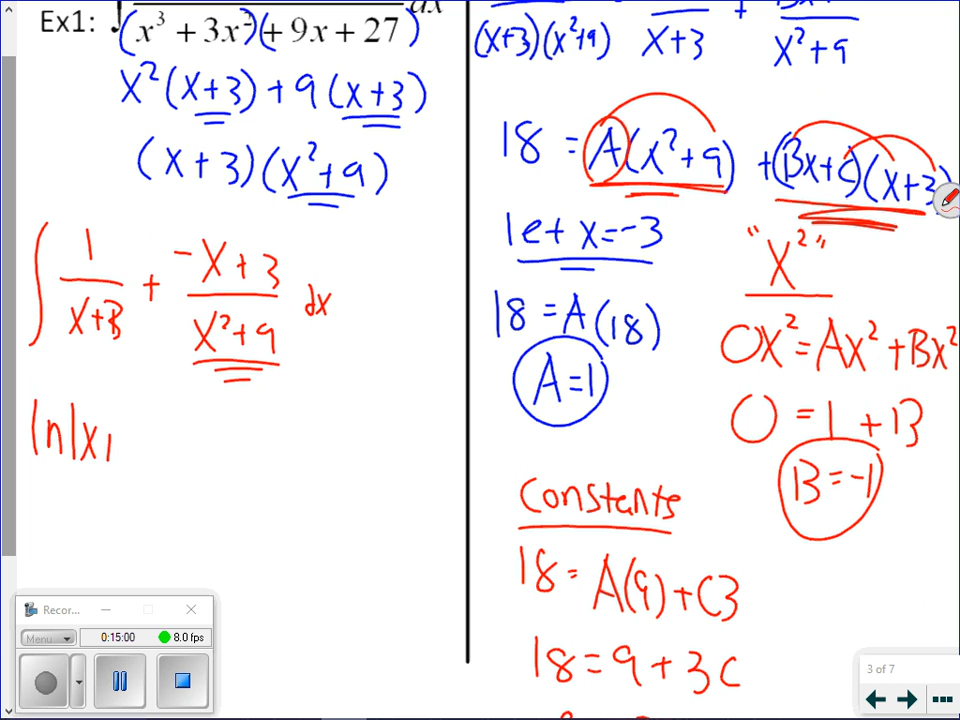 Ex1: ∫ dx
(x³ + 3x²)(+ 9x + 27)
x²(x+3) + 9(x+3)
(x+3)(x²+9)
∫ 1/(x+3) + (-x+3)/(x²+9) dx
ln|x
(x+3)(x²+9) x+3 + x²+9
18 = A(x²+9) + (Bx+C)(x+3)
let x=-3
18 = A(18)
A=1
"x²"
0x² = Ax² + Bx²
0 = 1 + B
B=-1
Constants
18 = A(9) + C3
18 = 9 + 3C
Recor...
Menu
0:15:00
8.0 fps
3 of 7